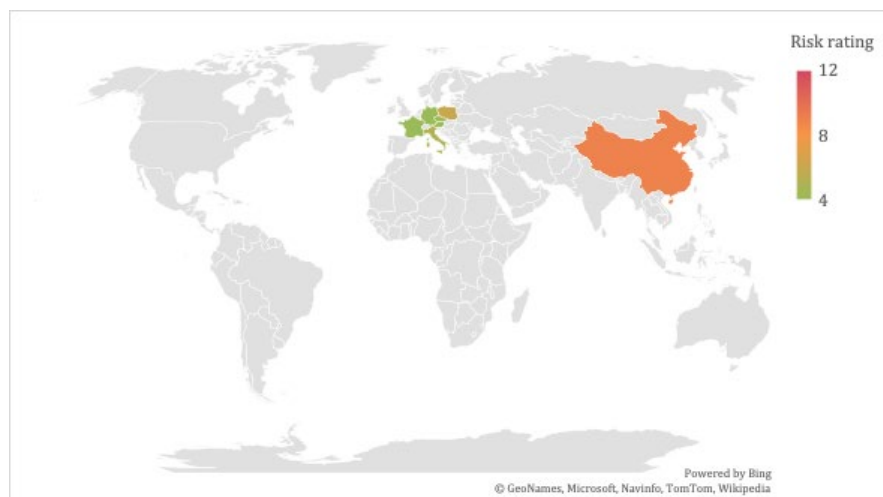 Risk rating
12
8
4
Powered by Bing
© GeoNames, Microsoft, Navinfo, TomTom, Wikipedia